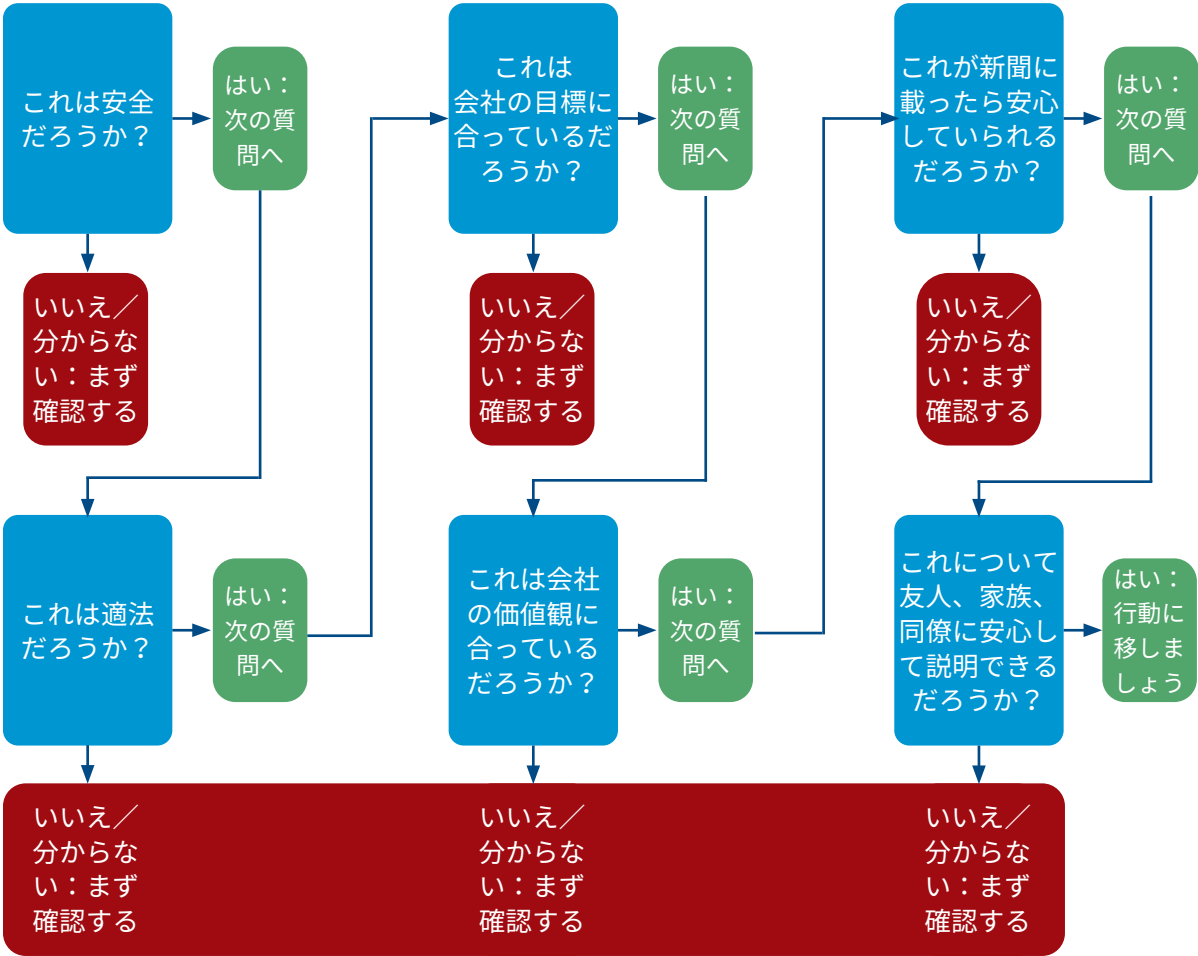 これは安全
だろうか？
はい：
次の質
問へ
いいえ／
分からな
い：まず
確認する
これは適法
だろうか？
はい：
次の質
問へ
いいえ／
分からな
い：まず
確認する
これは
会社の目標に
合っているだ
ろうか？
はい：
次の質
問へ
いいえ／
分からな
い：まず
確認する
これは会社
の価値観に
合っている
だろうか？
はい：
次の質
問へ
いいえ／
分からな
い：まず
確認する
これが新聞に
載ったら安心
していられる
だろうか？
はい：
次の質
問へ
いいえ／
分からな
い：まず
確認する
これについて
友人、家族、
同僚に安心し
て説明できる
だろうか？
はい：
行動に
移しま
しょう
いいえ／
分からな
い：まず
確認する